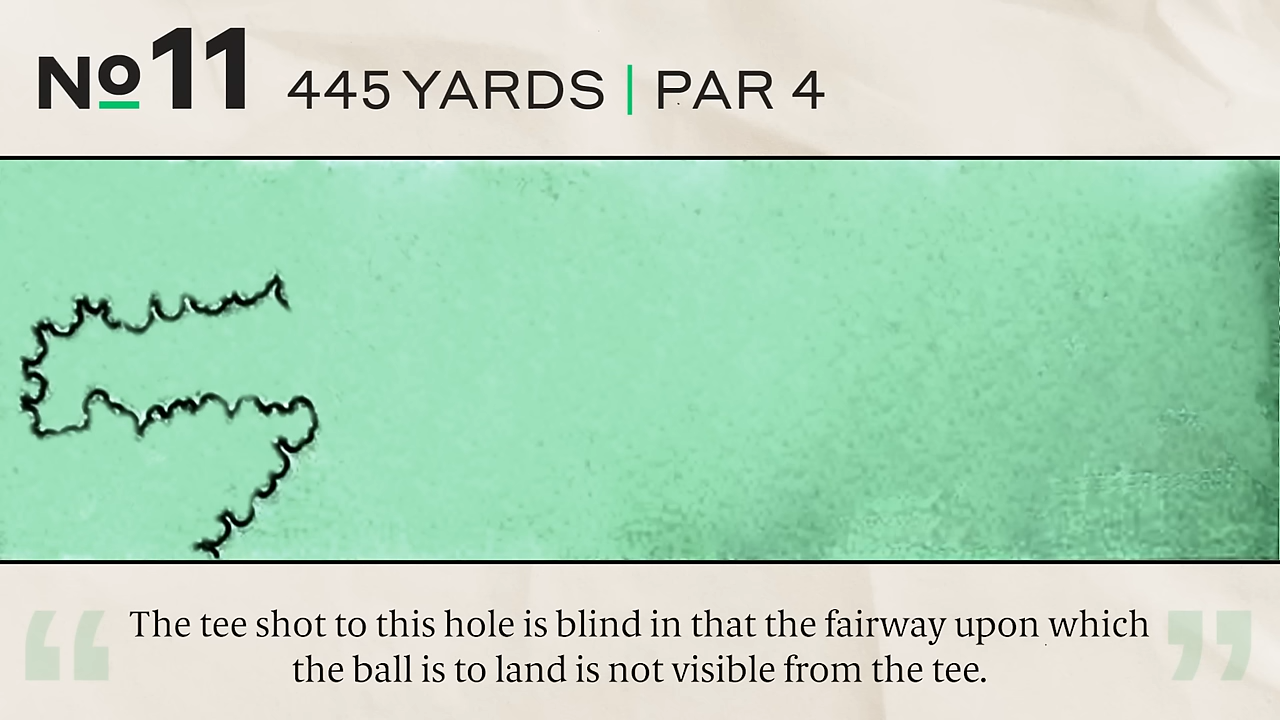 Nº11 445 YARDS | PAR 4
“The tee shot to this hole is blind in that the fairway upon which
the ball is to land is not visible from the tee.”